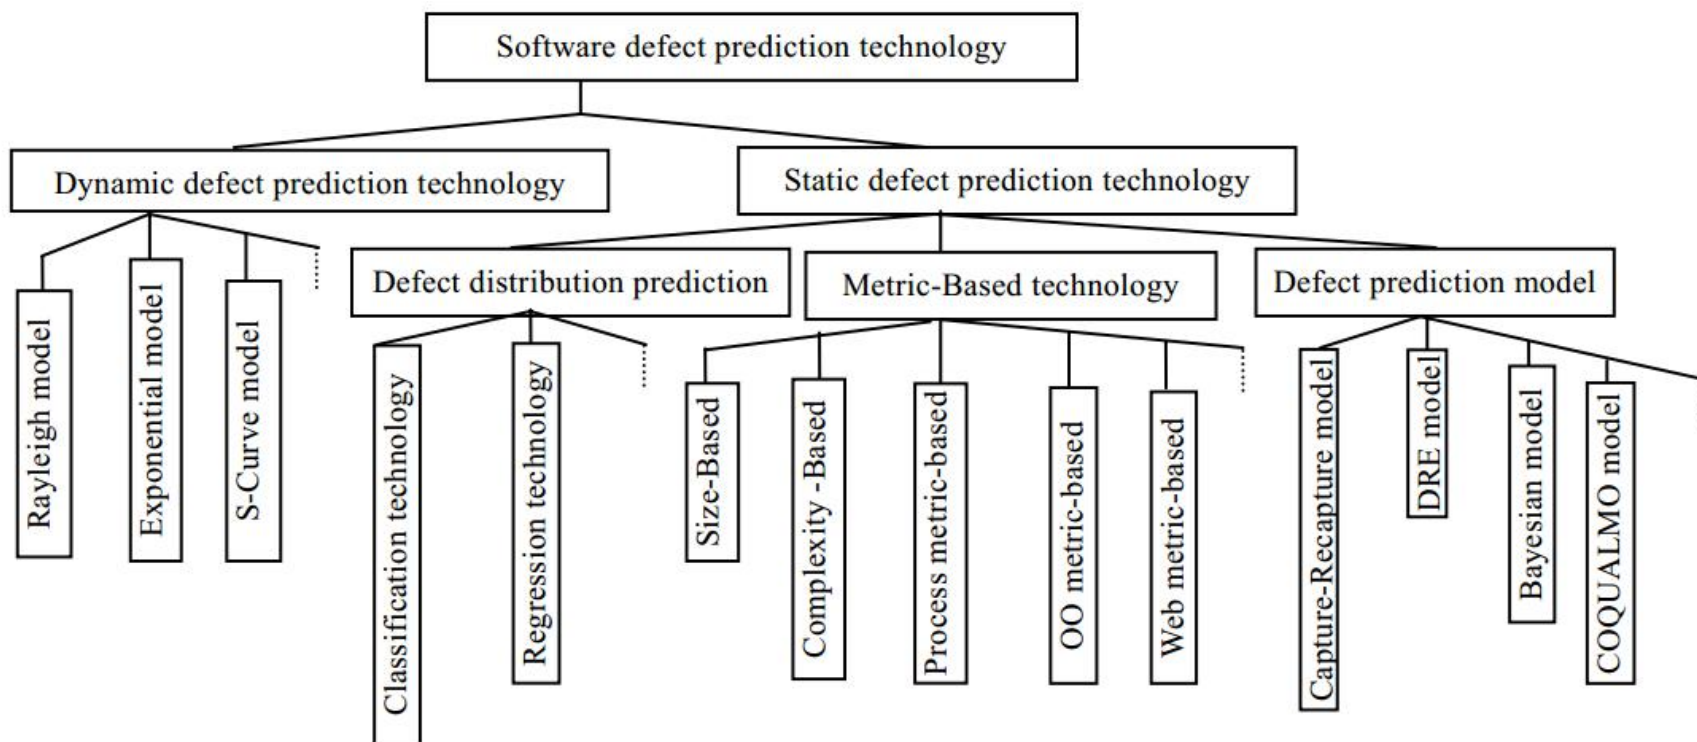 Software defect prediction technology
Dynamic defect prediction technology
Static defect prediction technology
Defect distribution prediction
Metric-Based technology
Defect prediction model
Rayleigh model
Exponential model
S-Curve model
Classification technology
Regression technology
Size-Based
Complexity -Based
Process metric-based
OO metric-based
Web metric-based
Capture-Recapture model
DRE model
Bayesian model
COQUALMO model